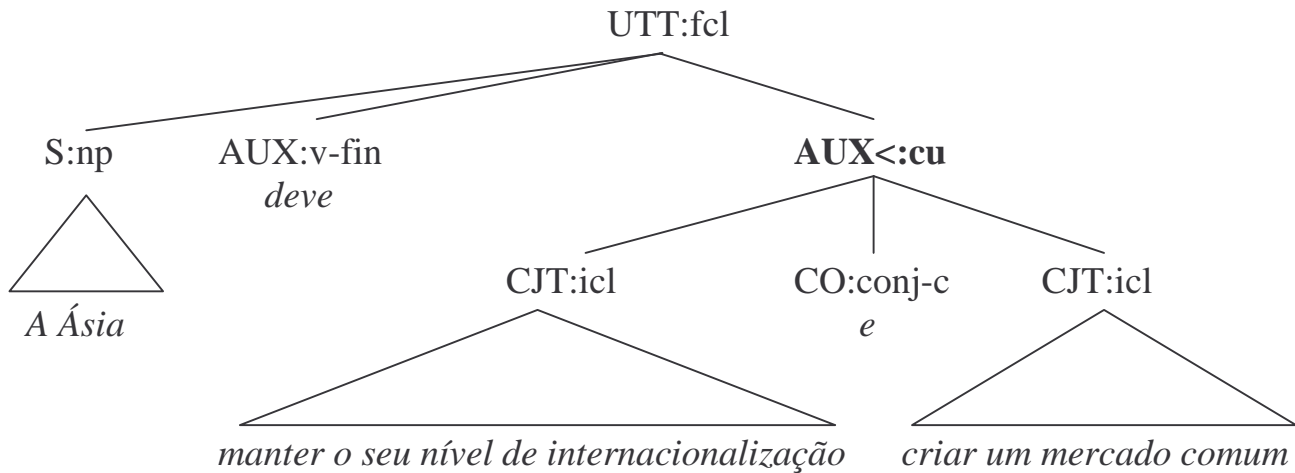 UTT:fcl
S:np AUX:v-fin AUX<:cu
deve
CJT:icl CO:conj-c CJT:icl
A Ásia e
manter o seu nível de internacionalização criar um mercado comum